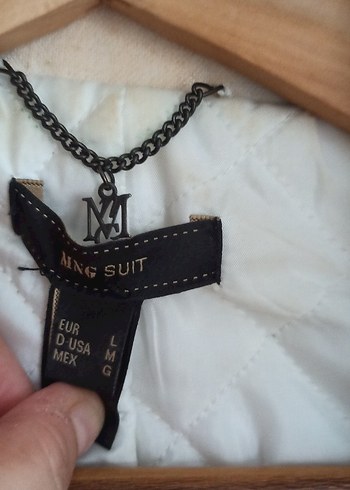 MNG SUIT
EUR L
D-USA M
MEX G